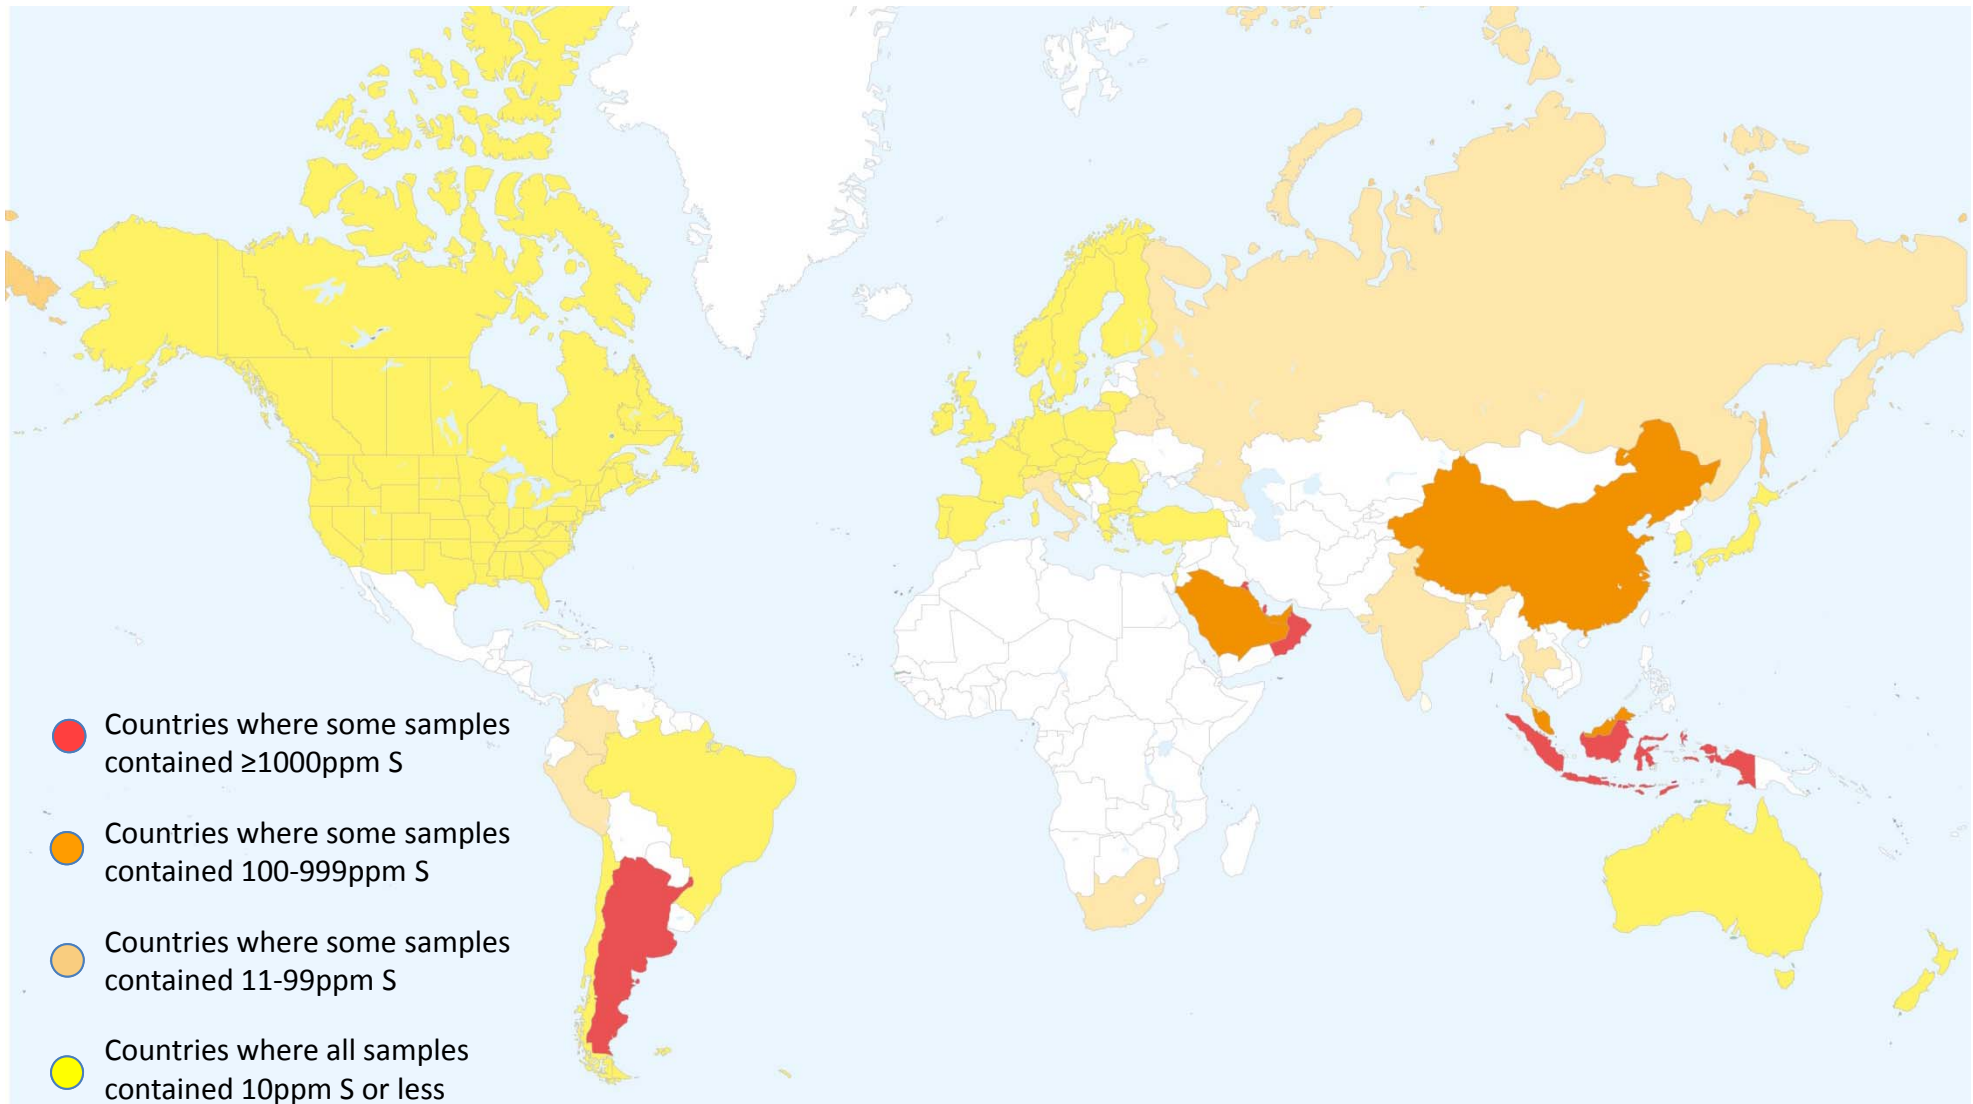 Countries where some samples
contained ≥1000ppm S
Countries where some samples
contained 100-999ppm S
Countries where some samples
contained 11-99ppm S
Countries where all samples
contained 10ppm S or less